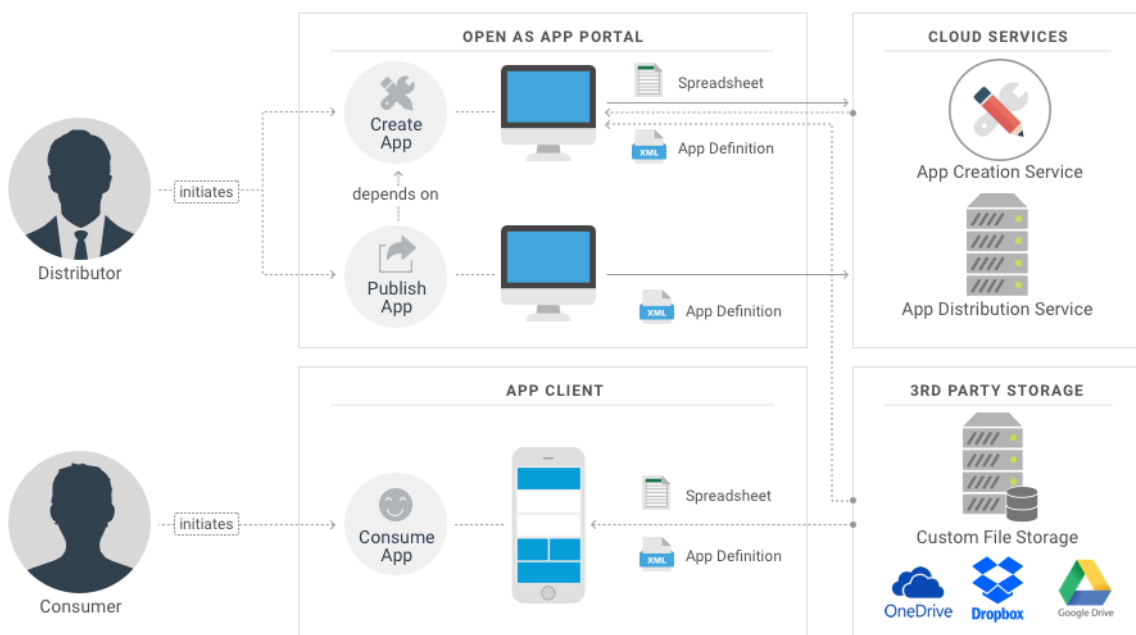 OPEN AS APP PORTAL
CLOUD SERVICES
Spreadsheet
Create
App
App Definition
App Creation Service
initiates
depends on
Distributor
Publish
App
App Definition
XML
XML
App Distribution Service
APP CLIENT
3RD PARTY STORAGE
Spreadsheet
initiates
Consume
App
App Definition
XML
Custom File Storage
Consumer
OneDrive
Dropbox
Google Drive